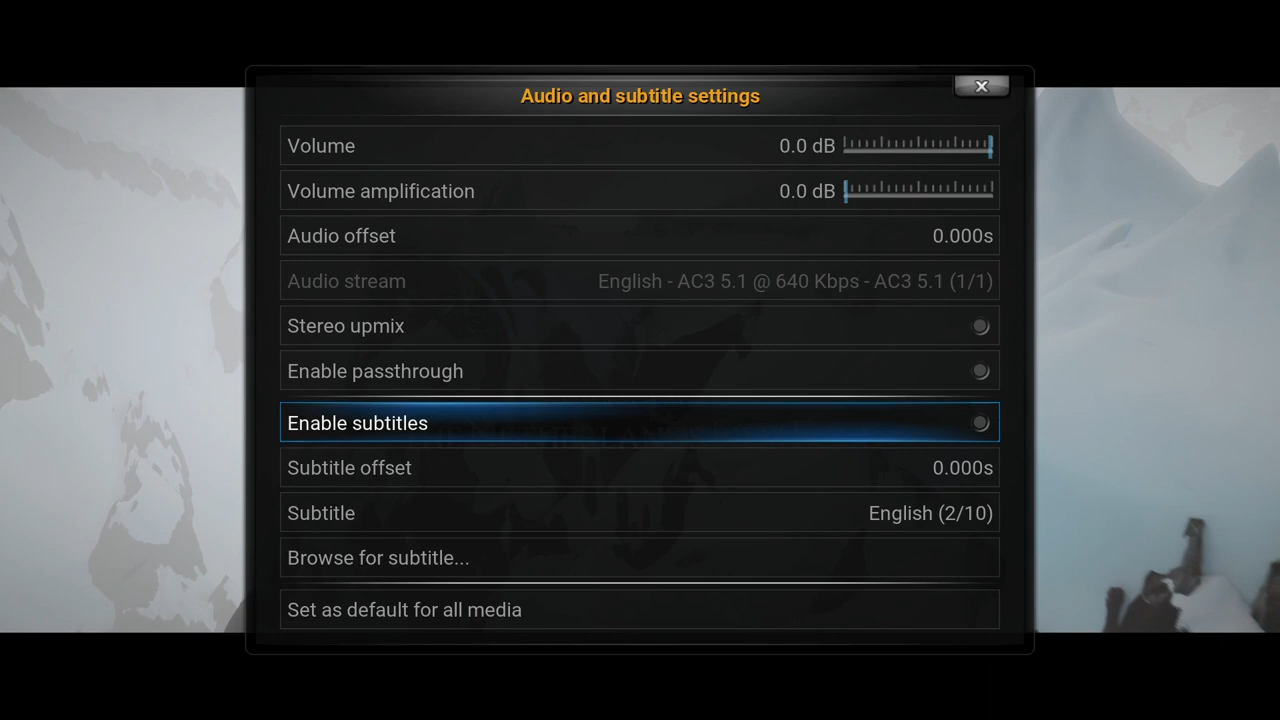 Audio and subtitle settings
Volume 0.0 dB
Volume amplification 0.0 dB
Audio offset 0.000s
Audio stream English - AC3 5.1 @ 640 Kbps - AC3 5.1 (1/1)
Stereo upmix
Enable passthrough
Enable subtitles
Subtitle offset 0.000s
Subtitle English (2/10)
Browse for subtitle...
Set as default for all media